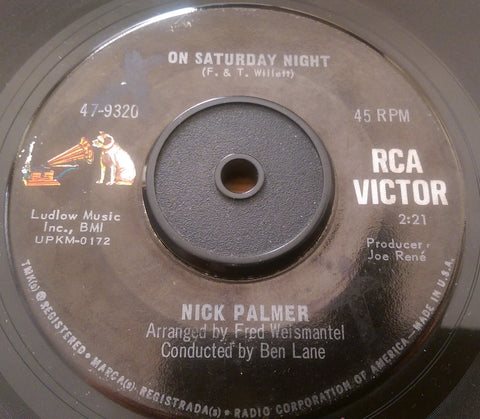 ON SATURDAY NIGHT
(F. & T. Willett)
47-9320
45 RPM
RCA
VICTOR
2:21
Ludlow Music
Inc., BMI
UPKM-0172
Producer:
Joe René
NICK PALMER
Arranged by Fred Weismantel
Conducted by Ben Lane
TMK(s) ® REGISTERED • MARCA(s) REGISTRADA(s) • RADIO CORPORATION OF AMERICA—MADE IN U.S.A.